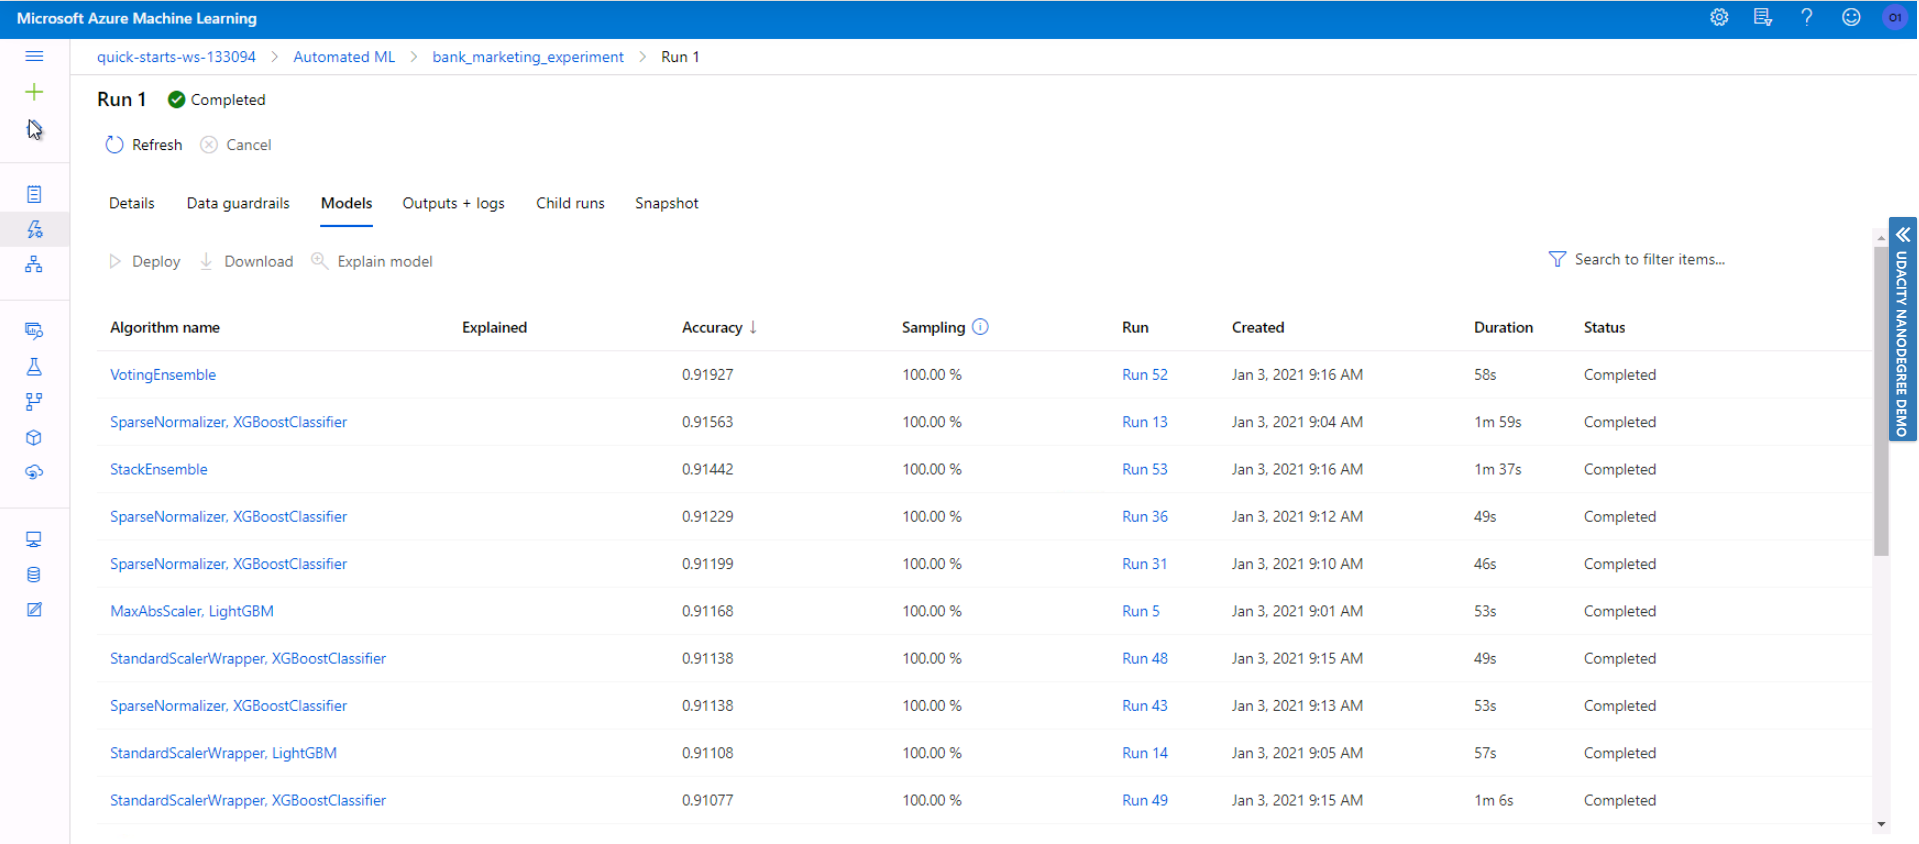 Microsoft Azure Machine Learning
O1
quick-starts-ws-133094 > Automated ML > bank_marketing_experiment > Run 1
Run 1 Completed
Refresh Cancel
Details Data guardrails Models Outputs + logs Child runs Snapshot
Deploy Download Explain model Search to filter items...
UDACITY NANODEGREE DEMO
Algorithm name Explained Accuracy ↓ Sampling Run Created Duration Status
VotingEnsemble 0.91927 100.00 % Run 52 Jan 3, 2021 9:16 AM 58s Completed
SparseNormalizer, XGBoostClassifier 0.91563 100.00 % Run 13 Jan 3, 2021 9:04 AM 1m 59s Completed
StackEnsemble 0.91442 100.00 % Run 53 Jan 3, 2021 9:16 AM 1m 37s Completed
SparseNormalizer, XGBoostClassifier 0.91229 100.00 % Run 36 Jan 3, 2021 9:12 AM 49s Completed
SparseNormalizer, XGBoostClassifier 0.91199 100.00 % Run 31 Jan 3, 2021 9:10 AM 46s Completed
MaxAbsScaler, LightGBM 0.91168 100.00 % Run 5 Jan 3, 2021 9:01 AM 53s Completed
StandardScalerWrapper, XGBoostClassifier 0.91138 100.00 % Run 48 Jan 3, 2021 9:15 AM 49s Completed
SparseNormalizer, XGBoostClassifier 0.91138 100.00 % Run 43 Jan 3, 2021 9:13 AM 53s Completed
StandardScalerWrapper, LightGBM 0.91108 100.00 % Run 14 Jan 3, 2021 9:05 AM 57s Completed
StandardScalerWrapper, XGBoostClassifier 0.91077 100.00 % Run 49 Jan 3, 2021 9:15 AM 1m 6s Completed